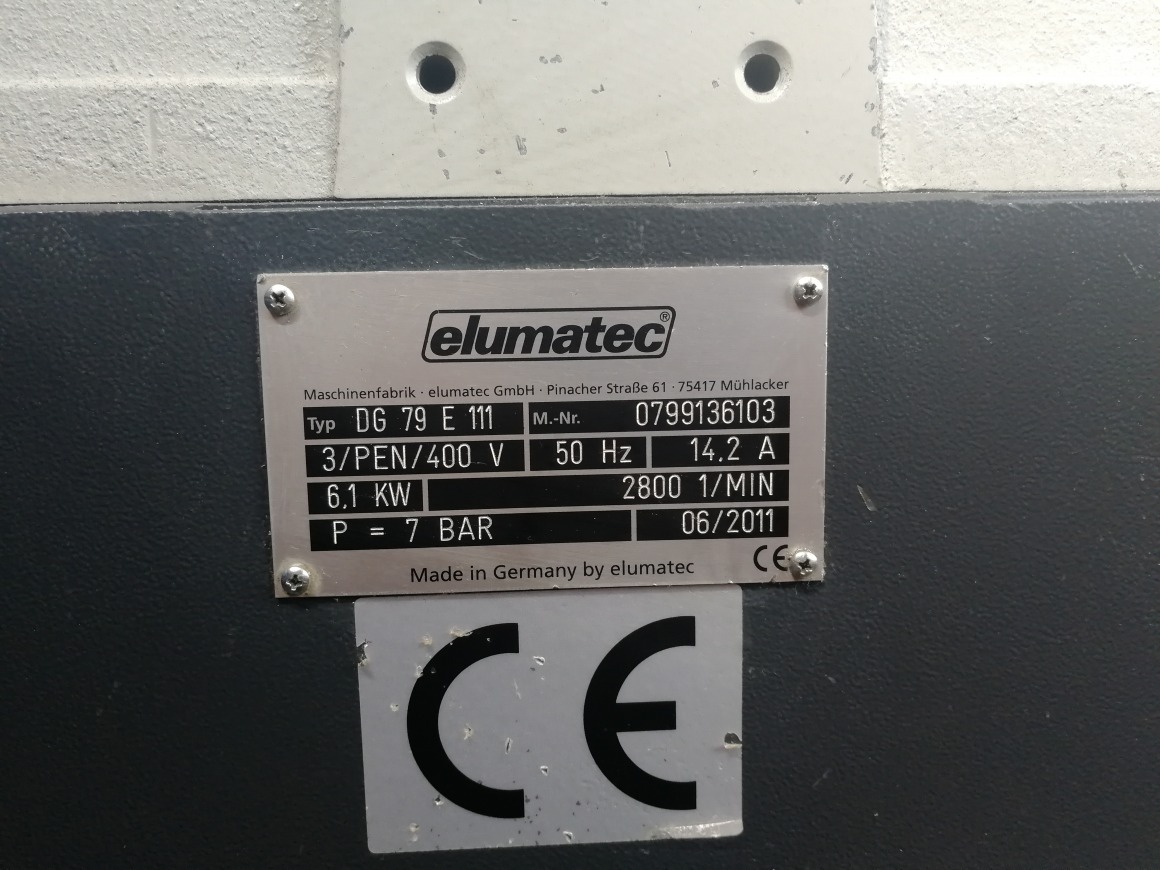 elumatec®
Maschinenfabrik · elumatec GmbH · Pinacher Straße 61 · 75417 Mühlacker
Typ DG 79 E 111 M.-Nr. 0799136103
3/PEN/400 V 50 Hz 14.2 A
6.1 KW 2800 1/MIN
P = 7 BAR 06/2011
Made in Germany by elumatec CE
CE